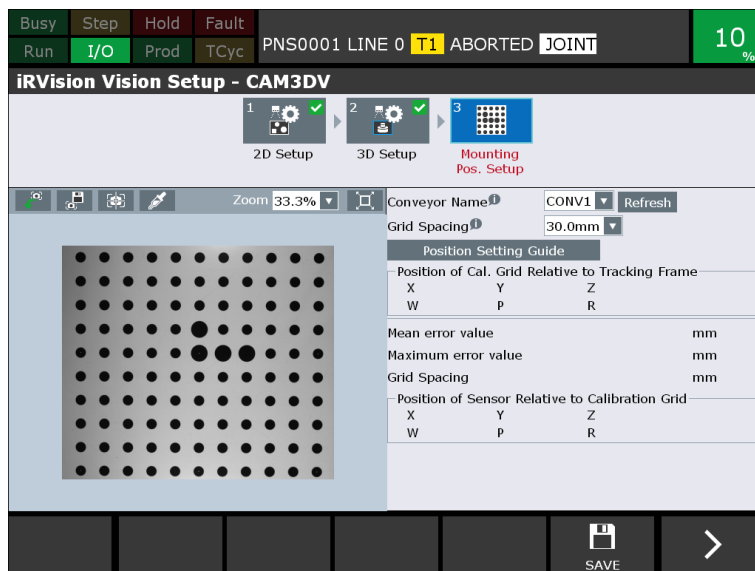 Busy Step Hold Fault
Run I/O Prod TCyc
PNS0001 LINE 0 T1 ABORTED JOINT
10 %
iRVision Vision Setup - CAM3DV
1 2 3
2D Setup 3D Setup Mounting Pos. Setup
Zoom 33.3%
Conveyor Name CONV1 Refresh
Grid Spacing 30.0mm
Position Setting Guide
Position of Cal. Grid Relative to Tracking Frame
X Y Z
W P R
Mean error value mm
Maximum error value mm
Grid Spacing mm
Position of Sensor Relative to Calibration Grid
X Y Z
W P R
SAVE